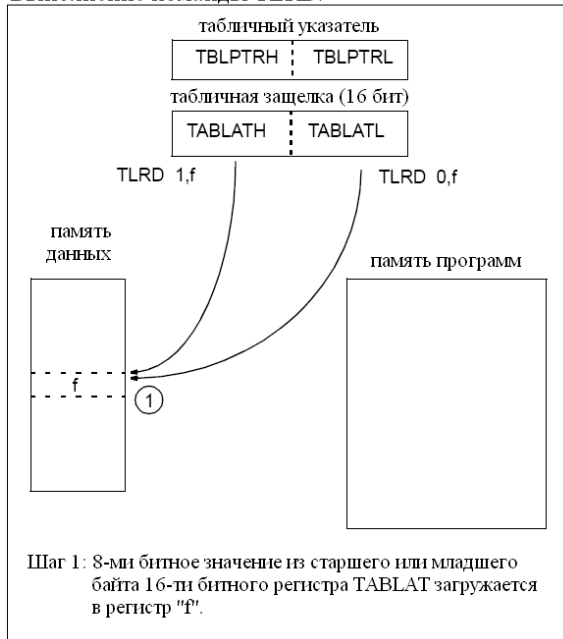 табличный указатель
TBLPTRH TBLPTRL
табличная защелка (16 бит)
TABLATH TABLATL
TLRD 1,f TLRD 0,f
память
данных
память программ
f
1
Шаг 1: 8-ми битное значение из старшего или младшего
байта 16-ти битного регистра TABLAT загружается
в регистр "f".